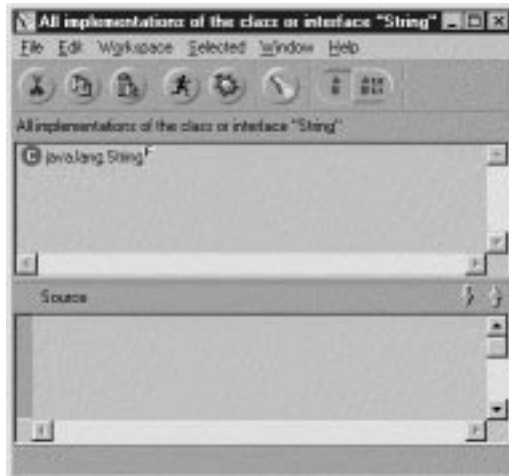 All implementations of the class or interface "String"
File Edit Workspace Selected Window Help
All implementations of the class or interface "String"
C java.lang.String F
Source